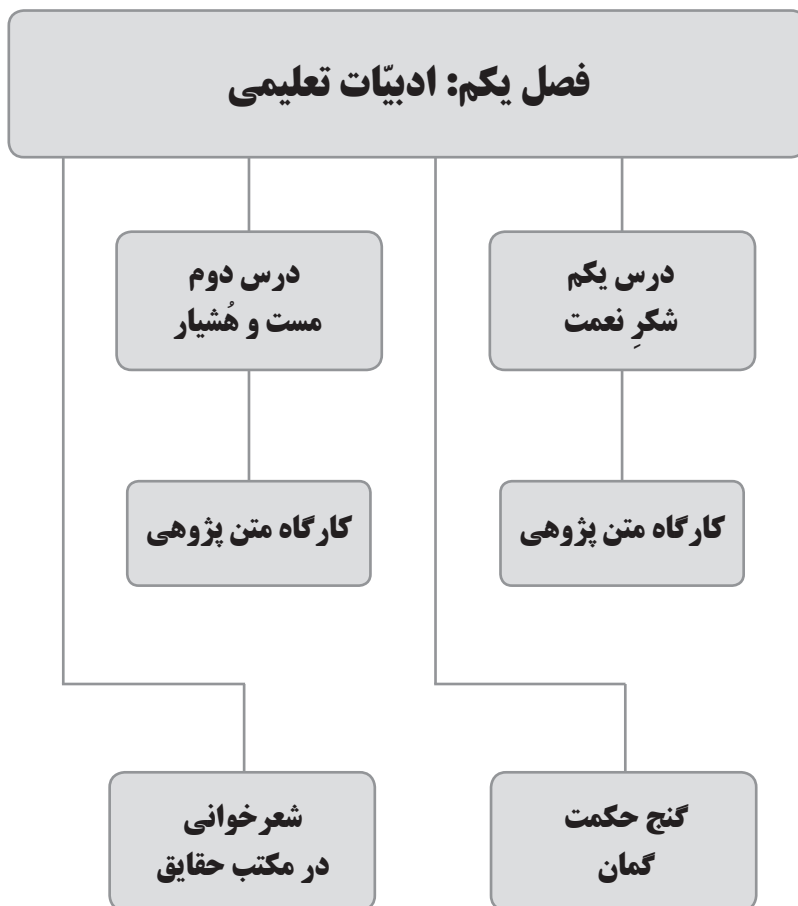 فصل یکم: ادبیّات تعلیمی
درس یکم
شکرِ نعمت
درس دوم
مست و هُشیار
کارگاه متن پژوهی
کارگاه متن پژوهی
گنج حکمت
گمان
شعرخوانی
در مکتب حقایق